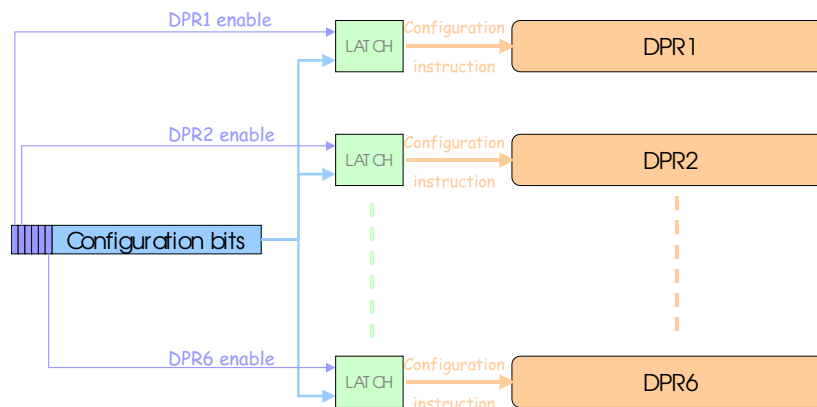 DPR1 enable
LATCH
Configuration
instruction
DPR1
DPR2 enable
LATCH
Configuration
instruction
DPR2
Configuration bits
DPR6 enable
LATCH
Configuration
instruction
DPR6